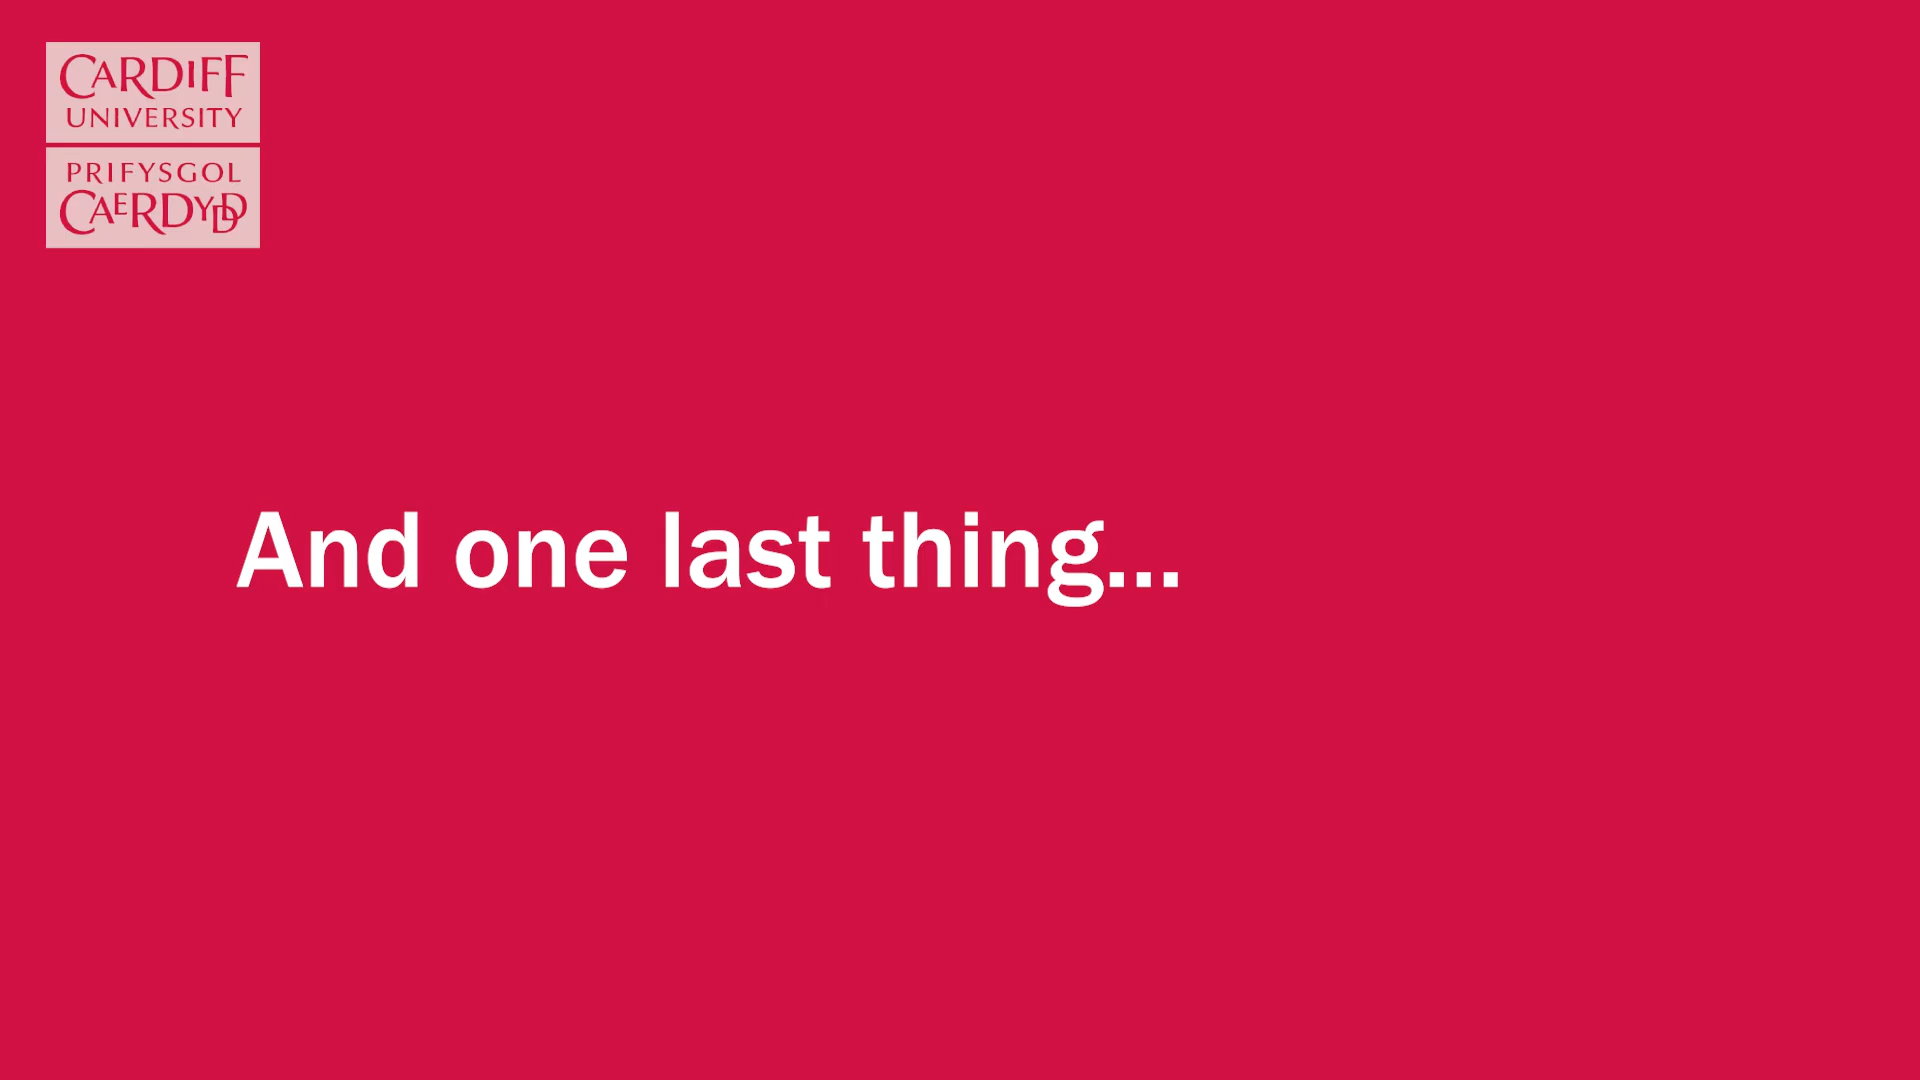 CARDIFF
UNIVERSITY
PRIFYSGOL
CAERDYDD
And one last thing...